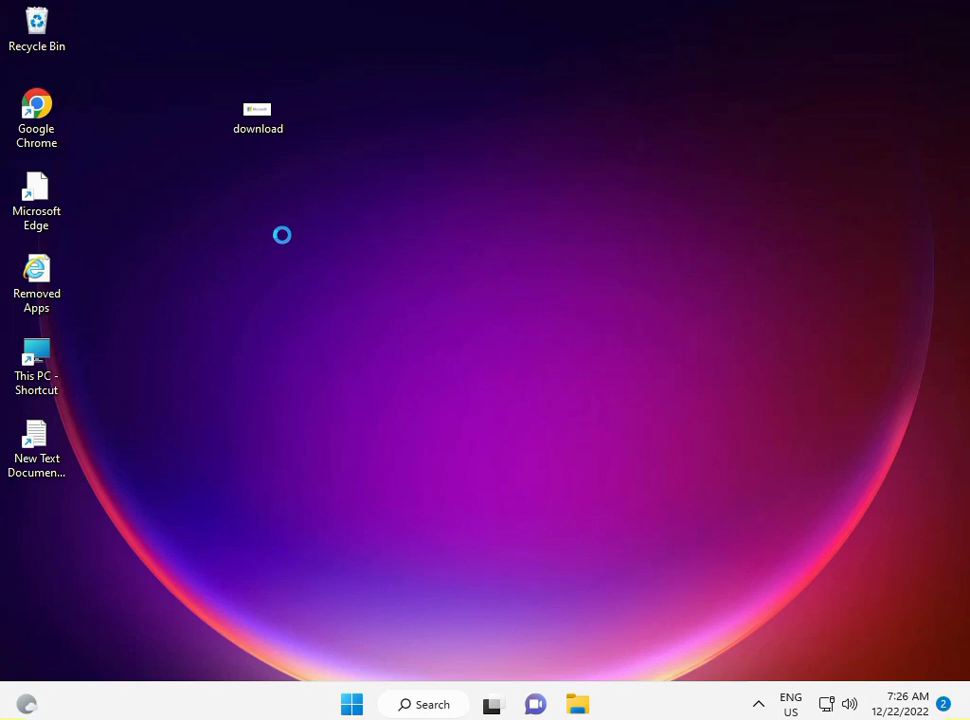 Recycle Bin
Google
Chrome
Microsoft
Edge
Removed
Apps
This PC -
Shortcut
New Text
Documen...
download
Search
ENG
US
7:26 AM
12/22/2022
2